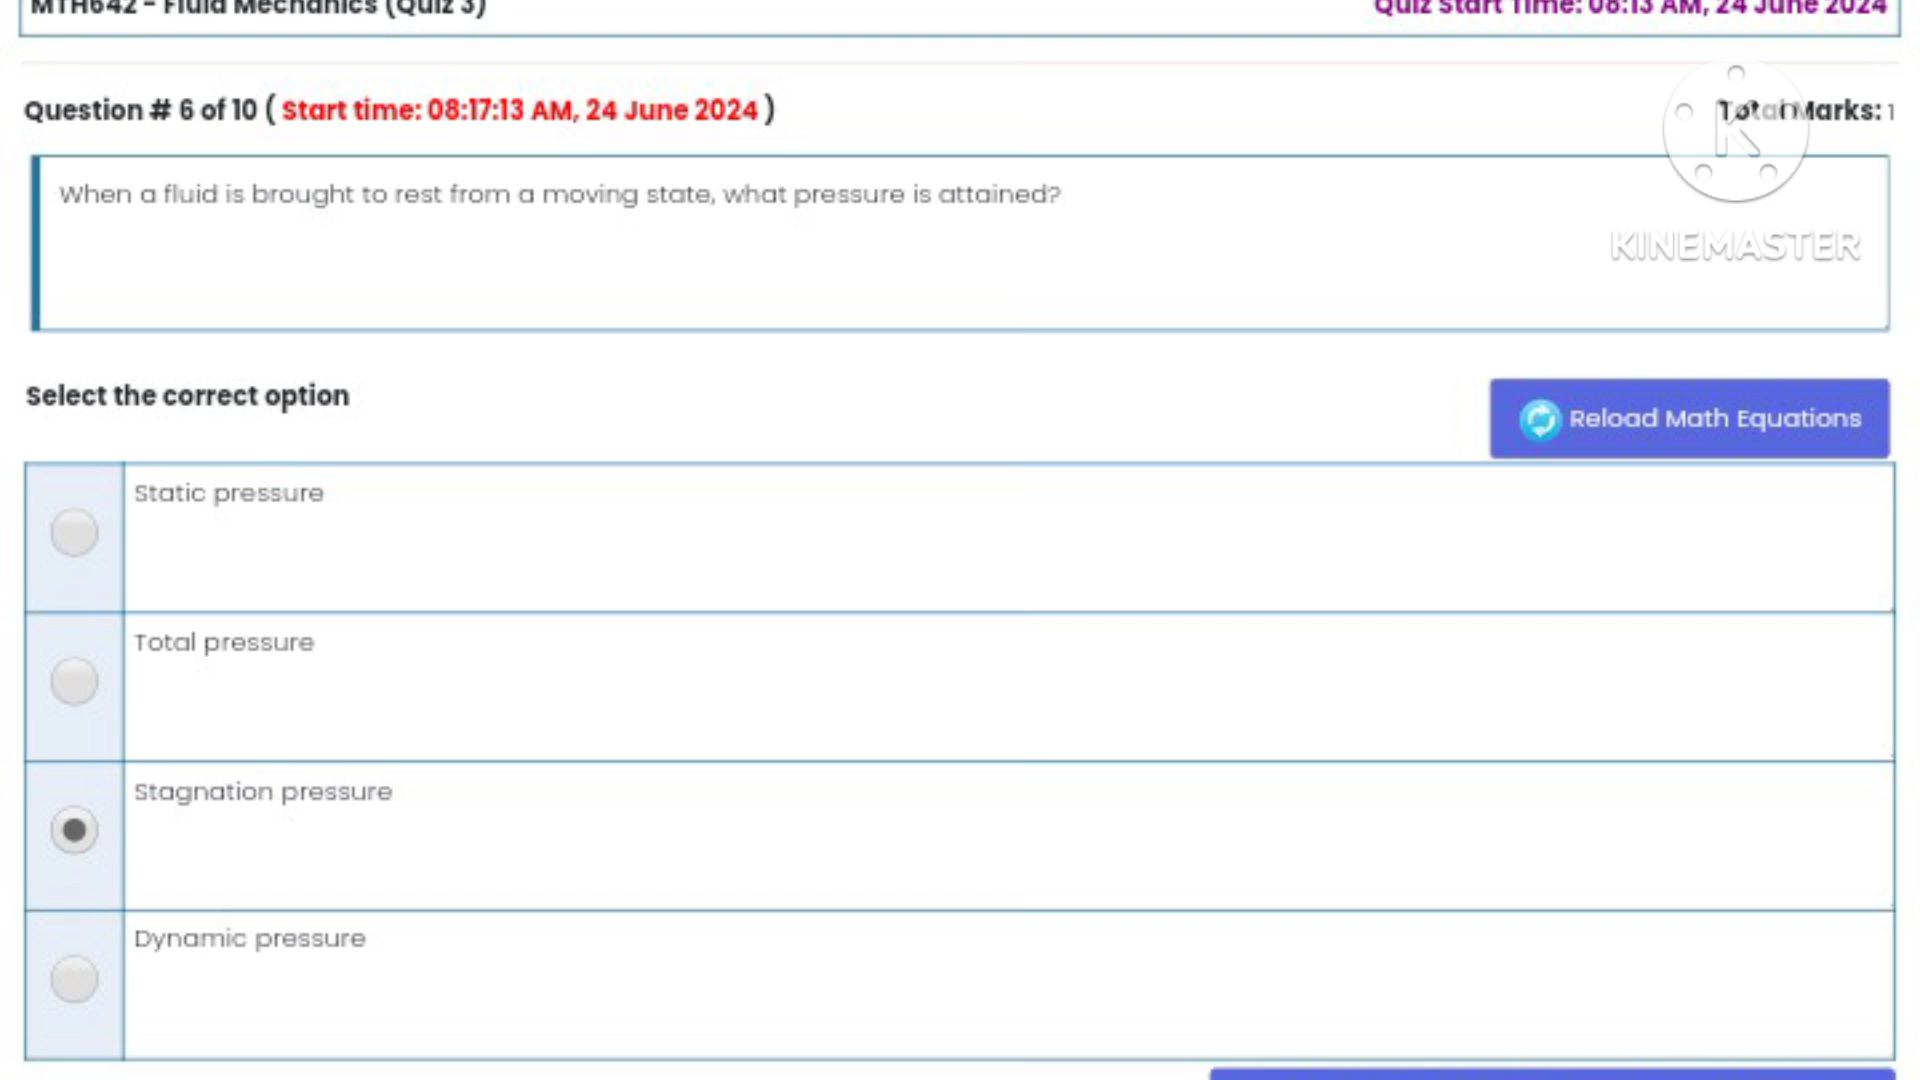 MTH642 - Fluid Mechanics (Quiz 3)
Quiz Start Time: 08:13 AM, 24 June 2024
Question # 6 of 10 ( Start time: 08:17:13 AM, 24 June 2024 )
Total Marks: 1
When a fluid is brought to rest from a moving state, what pressure is attained?
KINEMASTER
Select the correct option
Reload Math Equations
Static pressure
Total pressure
Stagnation pressure
Dynamic pressure